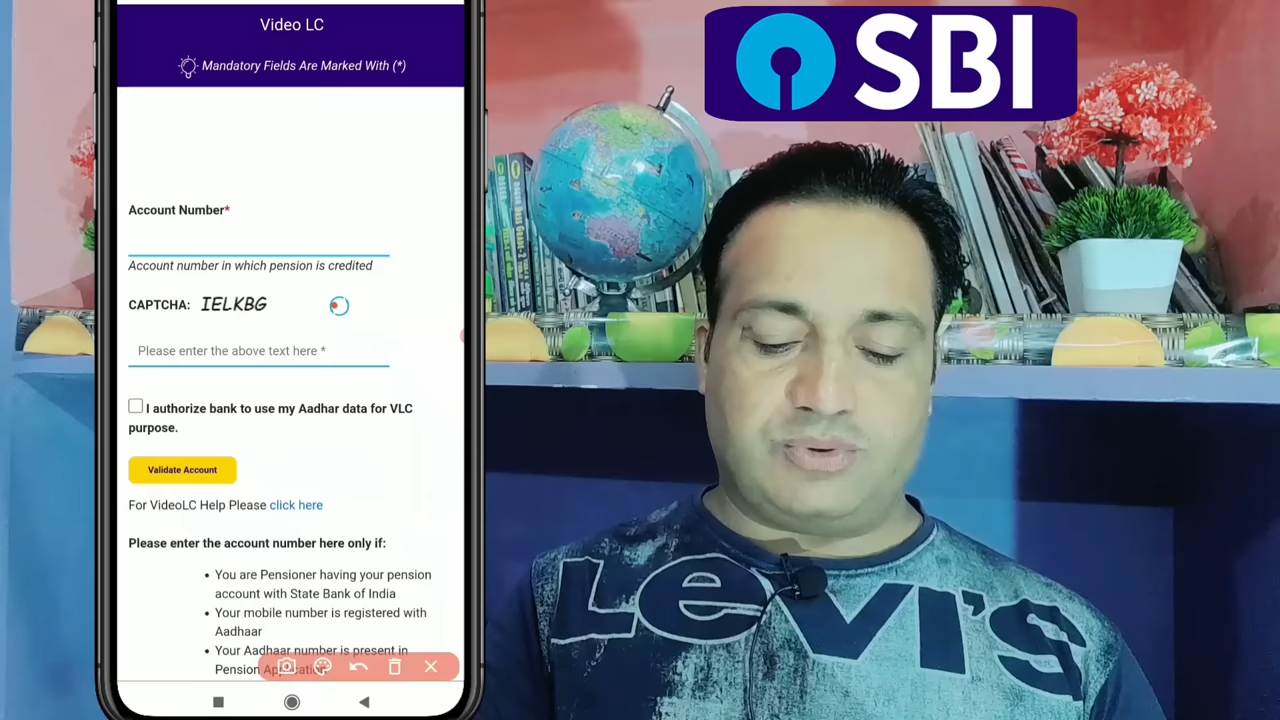 Video LC
Mandatory Fields Are Marked With (*)
Account Number*
Account number in which pension is credited
CAPTCHA: IELKBG
Please enter the above text here *
I authorize bank to use my Aadhar data for VLC
purpose.
Validate Account
For VideoLC Help Please click here
Please enter the account number here only if:
• You are Pensioner having your pension
account with State Bank of India
• Your mobile number is registered with
Aadhaar
• Your Aadhaar number is present in
Pension Application
SBI
Levi's